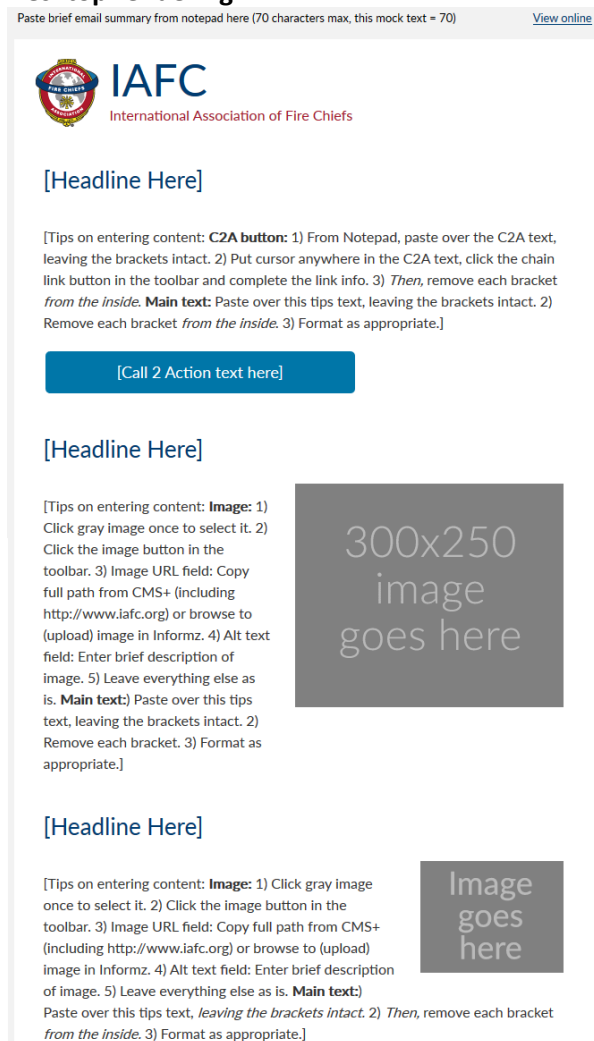 Paste brief email summary from notepad here (70 characters max, this mock text = 70)
View online
INTERNATIONAL
FIRE CHIEFS
ASSOCIATION
IAFC
International Association of Fire Chiefs
[Headline Here]
[Tips on entering content: C2A button: 1) From Notepad, paste over the C2A text,
leaving the brackets intact. 2) Put cursor anywhere in the C2A text, click the chain
link button in the toolbar and complete the link info. 3) Then, remove each bracket
from the inside. Main text: Paste over this tips text, leaving the brackets intact. 2)
Remove each bracket from the inside. 3) Format as appropriate.]
[Call 2 Action text here]
[Headline Here]
[Tips on entering content: Image: 1)
Click gray image once to select it. 2)
Click the image button in the
toolbar. 3) Image URL field: Copy
full path from CMS+ (including
http://www.iafc.org) or browse to
(upload) image in Informz. 4) Alt text
field: Enter brief description of
image. 5) Leave everything else as
is. Main text:) Paste over this tips
text, leaving the brackets intact. 2)
Remove each bracket. 3) Format as
appropriate.]
300x250
image
goes here
[Headline Here]
[Tips on entering content: Image: 1) Click gray image
once to select it. 2) Click the image button in the
toolbar. 3) Image URL field: Copy full path from CMS+
(including http://www.iafc.org) or browse to (upload)
image in Informz. 4) Alt text field: Enter brief description
of image. 5) Leave everything else as is. Main text:)
Paste over this tips text, leaving the brackets intact. 2) Then, remove each bracket
from the inside. 3) Format as appropriate.]
Image
goes
here